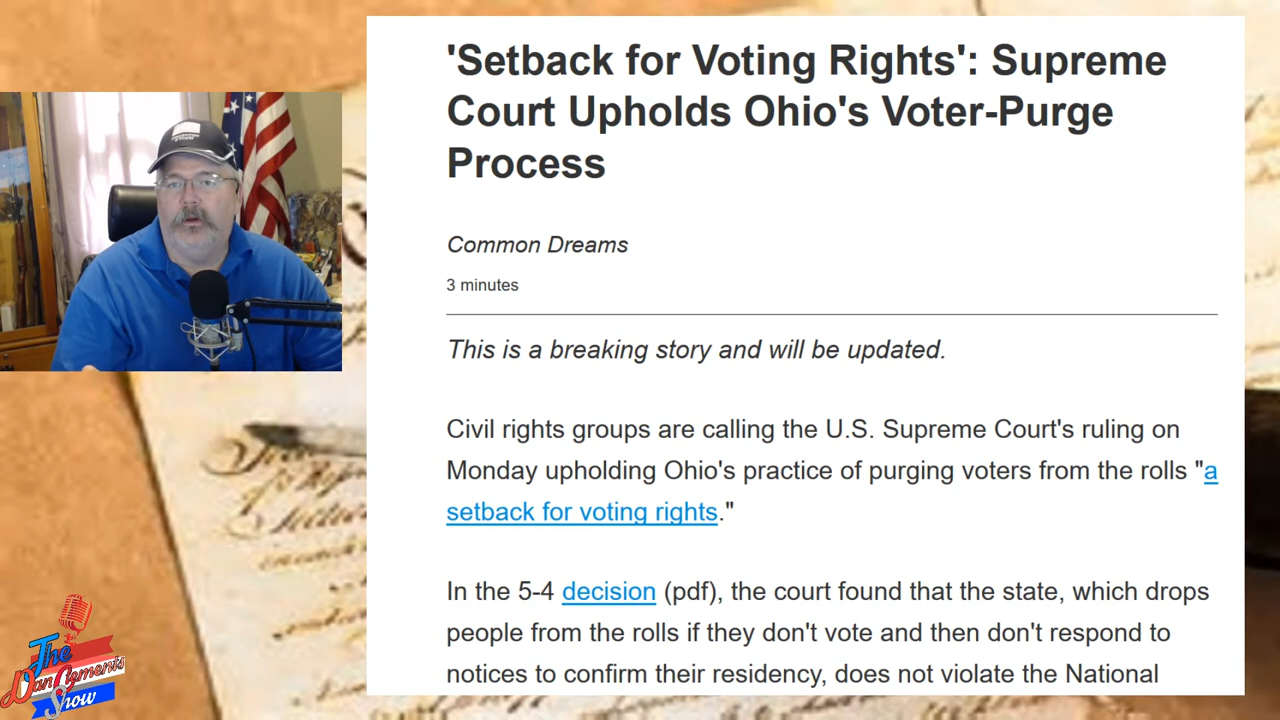 'Setback for Voting Rights': Supreme
Court Upholds Ohio's Voter-Purge
Process
Common Dreams
3 minutes
This is a breaking story and will be updated.
Civil rights groups are calling the U.S. Supreme Court's ruling on
Monday upholding Ohio's practice of purging voters from the rolls "a
setback for voting rights."
In the 5-4 decision (pdf), the court found that the state, which drops
people from the rolls if they don't vote and then don't respond to
notices to confirm their residency, does not violate the National
The
Dan Clements
Show